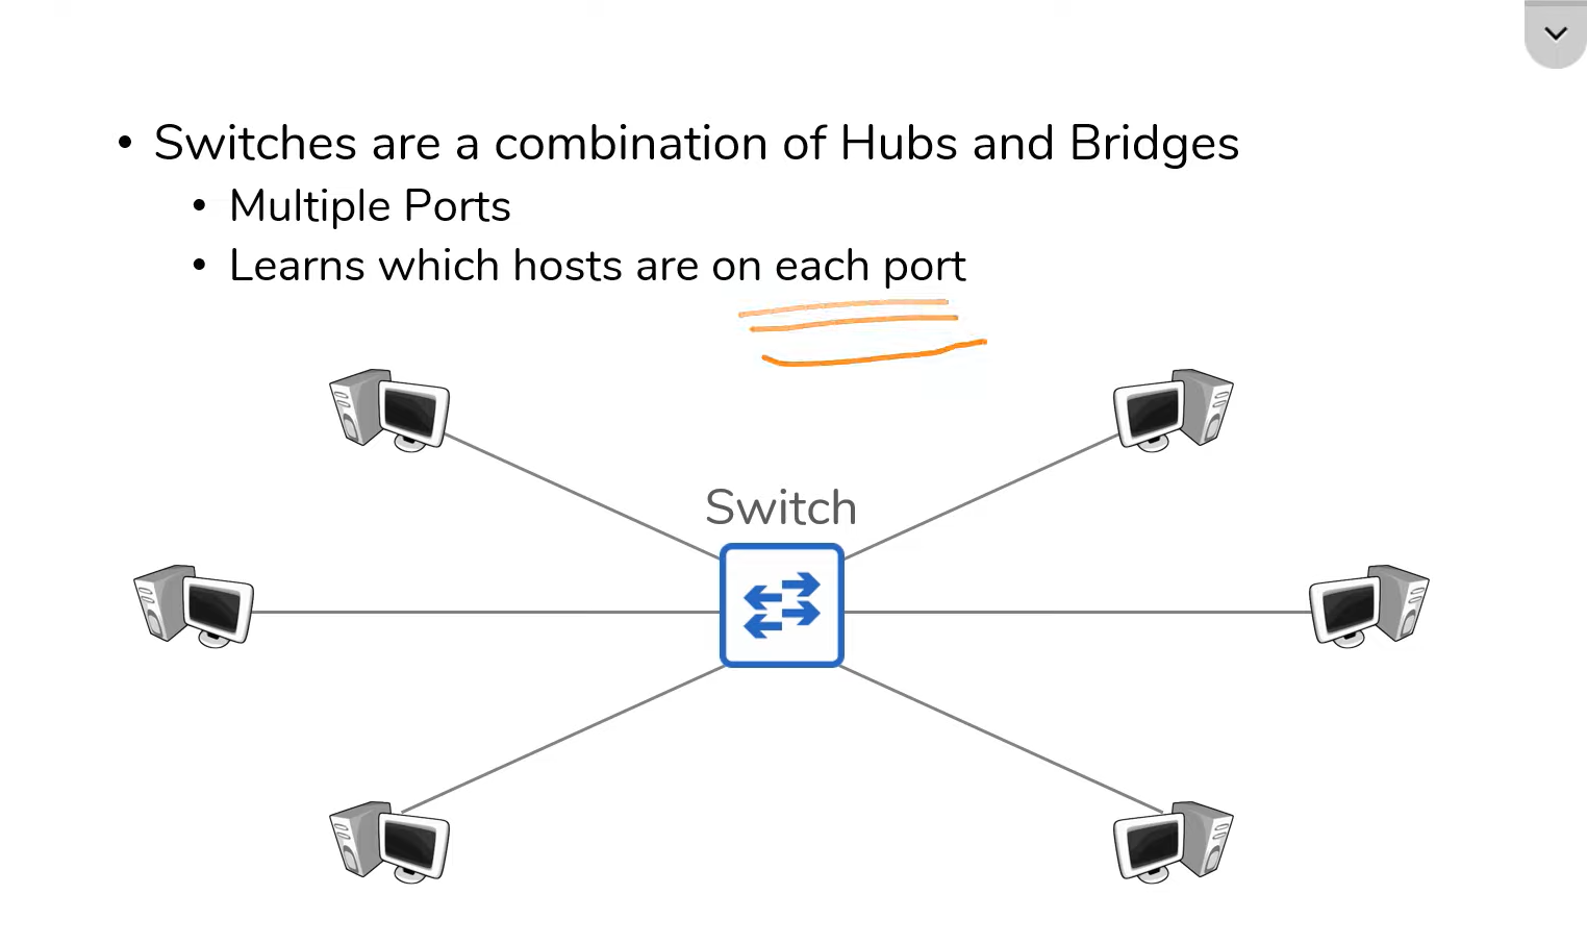 • Switches are a combination of Hubs and Bridges
• Multiple Ports
• Learns which hosts are on each port
Switch